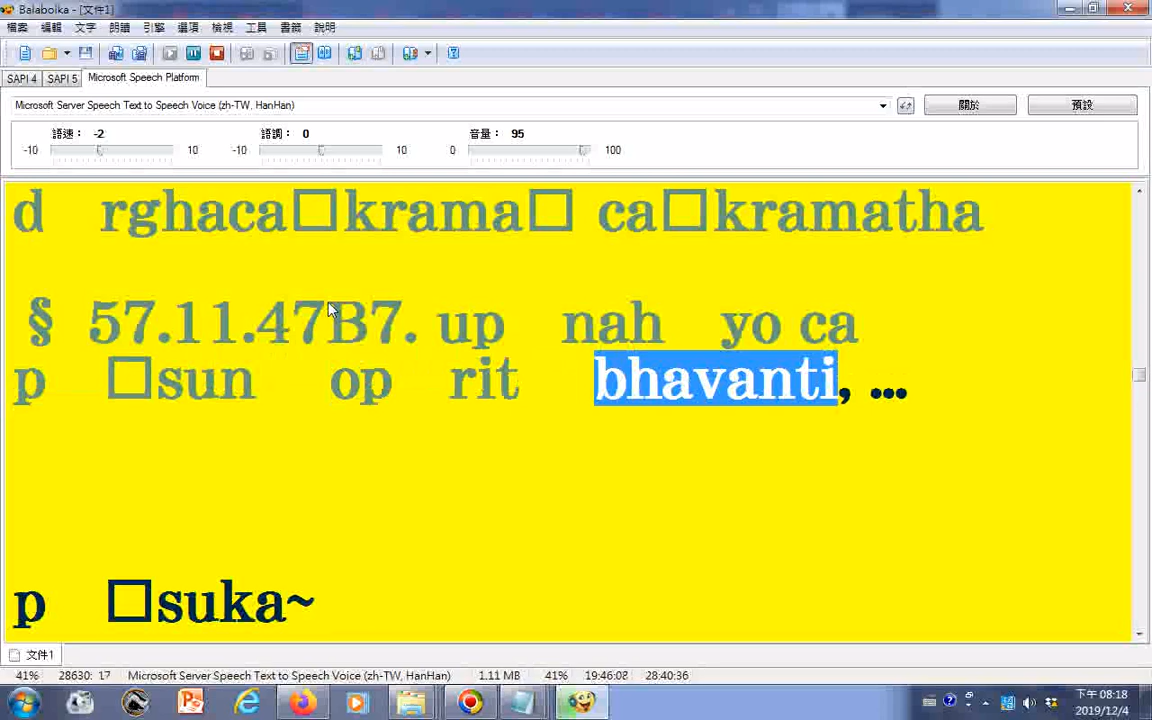 Balabolka - [文件1]
檔案 編輯 文字 朗讀 引擎 選項 檢視 工具 書籤 說明
SAPI 4 SAPI 5 Microsoft Speech Platform
Microsoft Server Speech Text to Speech Voice (zh-TW, HanHan) 關於 預設
語速: -2 語調: 0 音量: 95
-10 10 -10 10 0 100
d rghaca□krama□ ca□kramatha
§ 57.11.47B7. up nah yo ca
p □sun op rit bhavanti, ...
p □suka~
文件1
41% 28630: 17 Microsoft Server Speech Text to Speech Voice (zh-TW, HanHan) 1.11 MB 41% 19:46:08 28:40:36
下午 08:18
2019/12/4